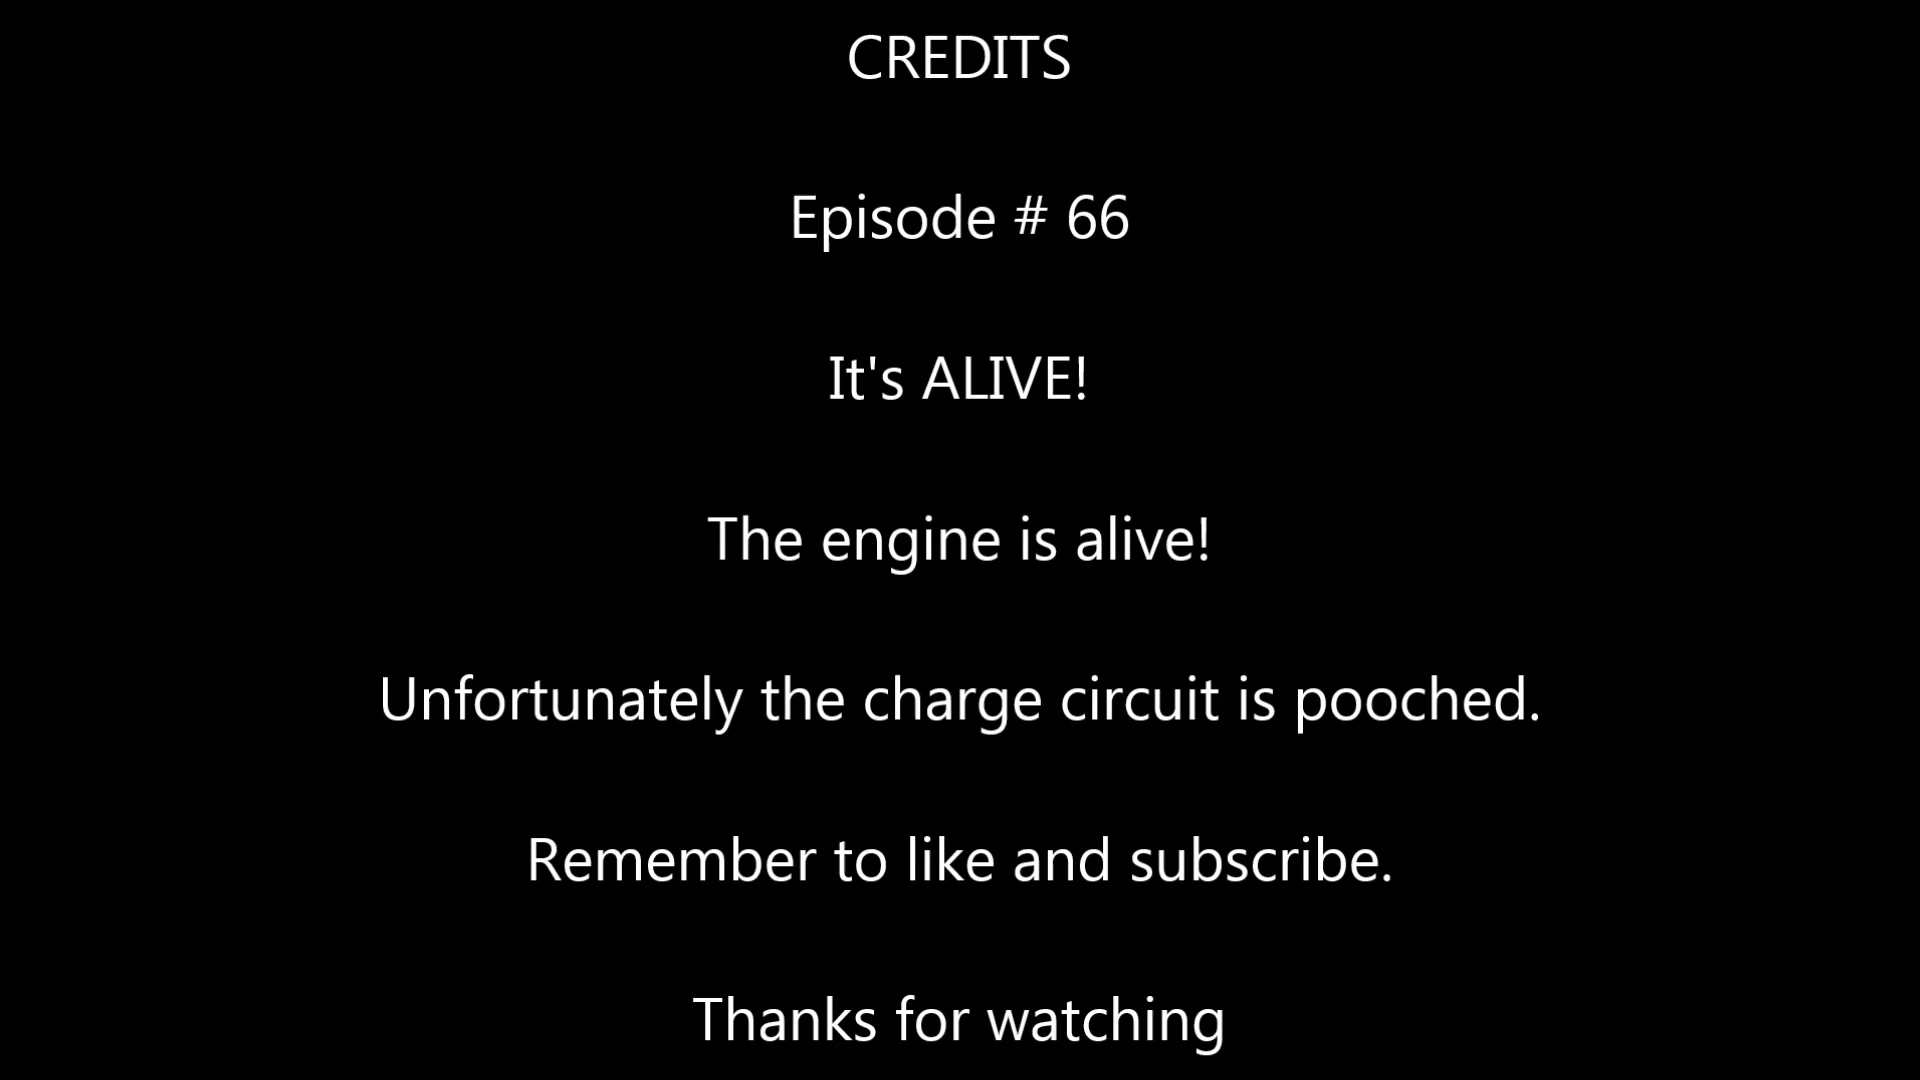 CREDITS
Episode # 66
It's ALIVE!
The engine is alive!
Unfortunately the charge circuit is pooched.
Remember to like and subscribe.
Thanks for watching